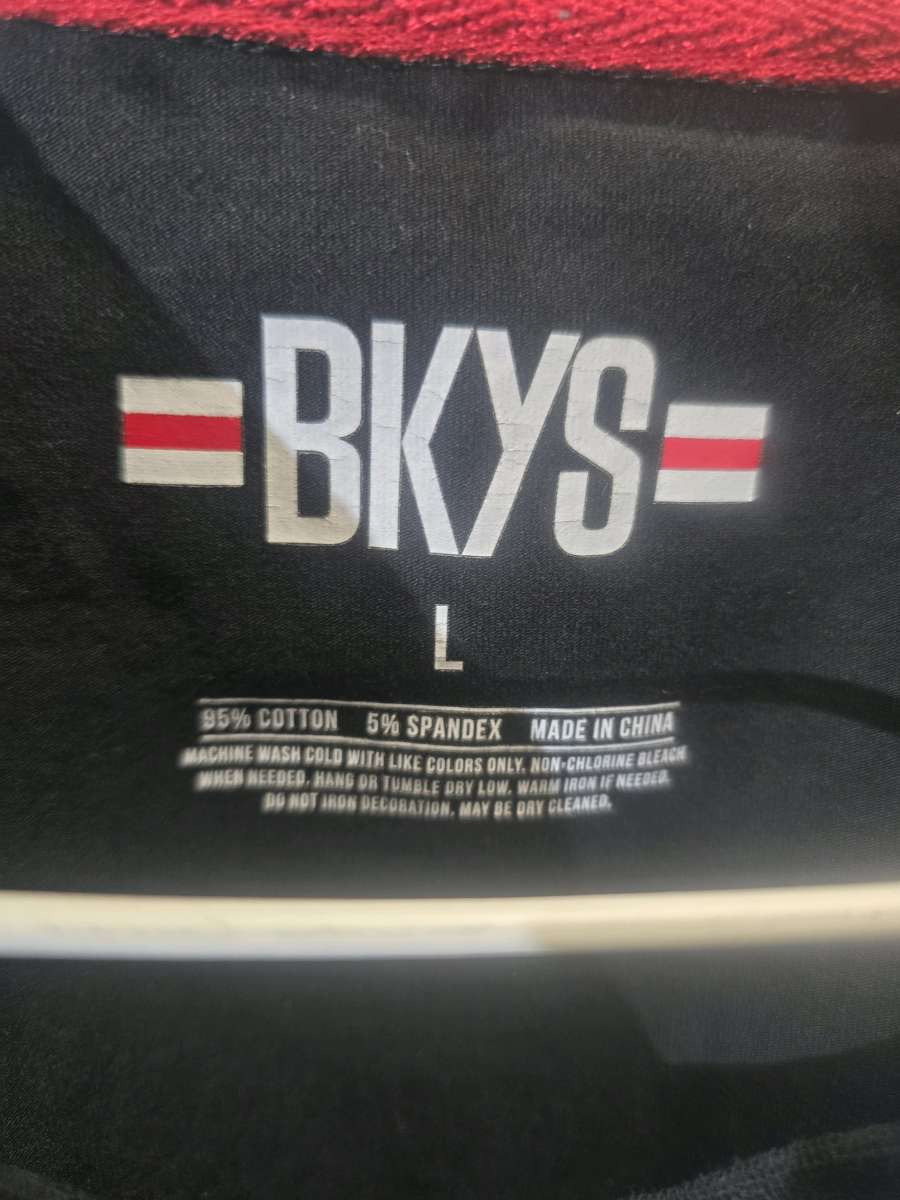 BKYS
L
95% COTTON 5% SPANDEX MADE IN CHINA
MACHINE WASH COLD WITH LIKE COLORS ONLY. NON-CHLORINE BLEACH
WHEN NEEDED. HANG OR TUMBLE DRY LOW. WARM IRON IF NEEDED.
DO NOT IRON DECORATION. MAY BE DRY CLEANED.